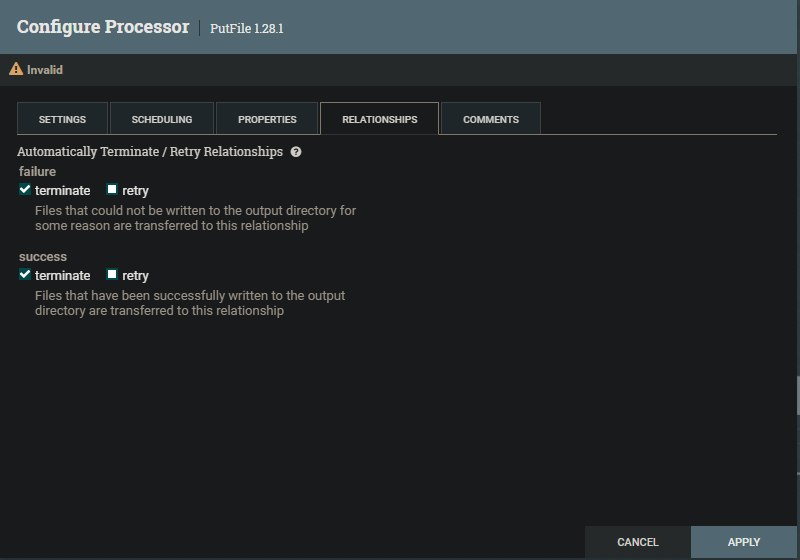 Configure Processor | PutFile 1.28.1
Invalid
SETTINGS SCHEDULING PROPERTIES RELATIONSHIPS COMMENTS
Automatically Terminate / Retry Relationships
failure
terminate retry
Files that could not be written to the output directory for
some reason are transferred to this relationship
success
terminate retry
Files that have been successfully written to the output
directory are transferred to this relationship
CANCEL APPLY